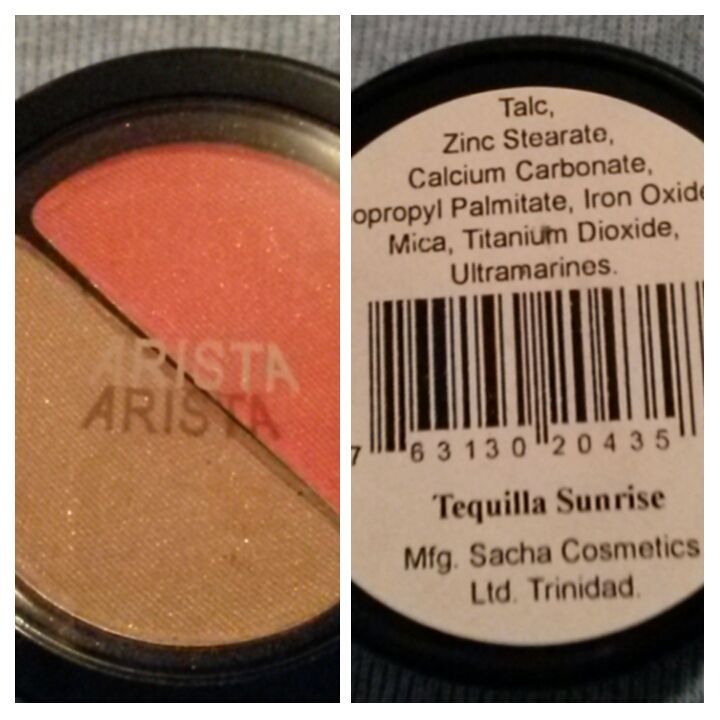 ARISTA
Talc,
Zinc Stearate,
Calcium Carbonate,
opropyl Palmitate, Iron Oxide
Mica, Titanium Dioxide,
Ultramarines.
7 63130 20435
Tequilla Sunrise
Mfg. Sacha Cosmetics
Ltd. Trinidad.